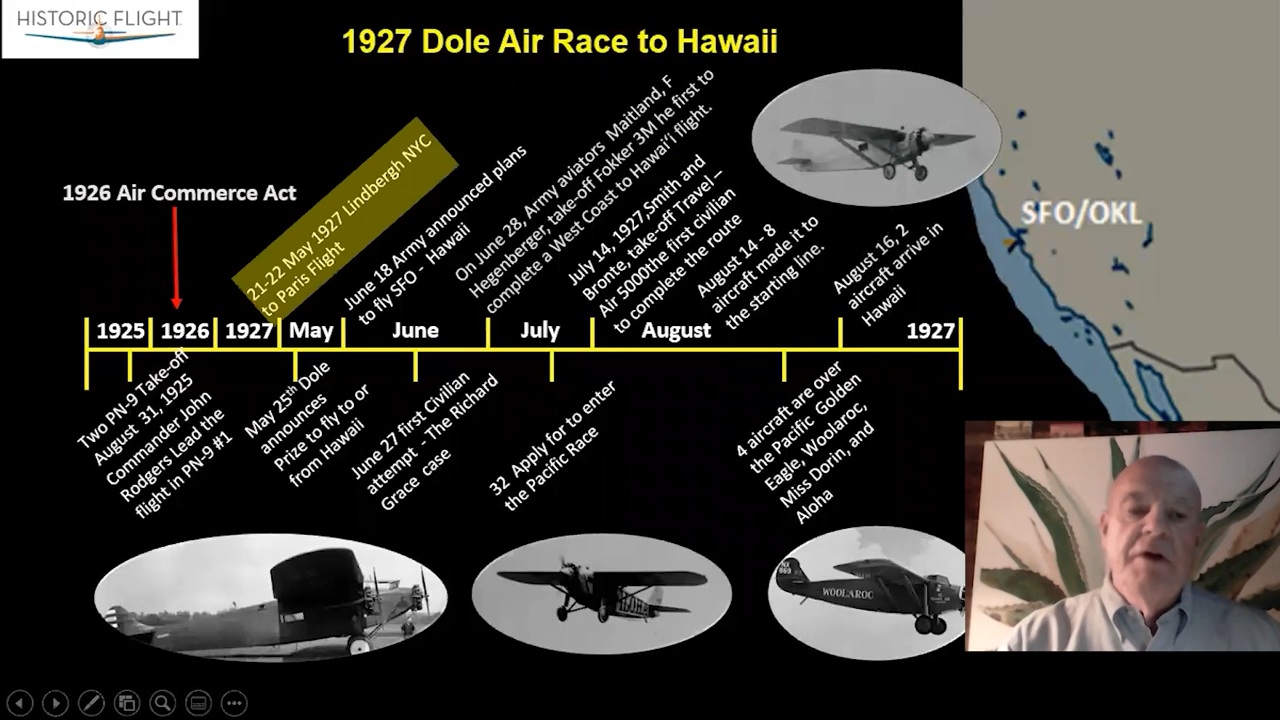 HISTORIC FLIGHT
1927 Dole Air Race to Hawaii
1926 Air Commerce Act
21-22 May 1927 Lindbergh NYC
to Paris Flight
June 18 Army announced plans
to fly SFO - Hawaii
On June 28, Army aviators Maitland, F
Hegenberger, take-off Fokker 3M he first to
complete a West Coast to Hawai'i flight.
July 14, 1927,Smith and
Bronte, take-off Travel –
Air 5000the first civilian
to complete the route
August 14 - 8
aircraft made it to
the starting line.
August 16, 2
aircraft arrive in
Hawaii
SFO/OKL
1925
1926
1927
May
June
July
August
1927
Two PN-9 Take-off
August 31, 1925
Commander John
Rodgers Lead the
flight in PN-9 #1
May 25th Dole
announces
Prize to fly to or
from Hawaii
June 27 first Civilian
attempt - The Richard
Grace case
32 Apply for to enter
the Pacific Race
4 aircraft are over
the Pacific Golden
Eagle, Woolaroc,
Miss Dorin, and
Aloha
ALOHA
NX
869
WOOLAROC